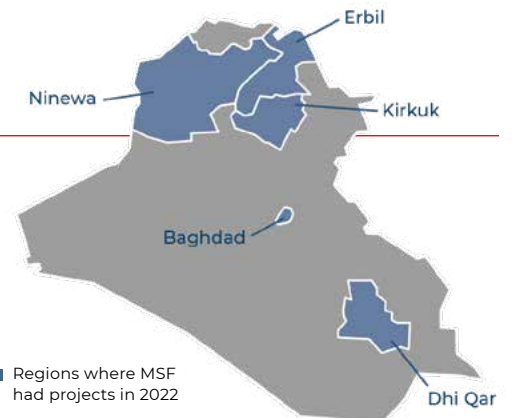 Erbil
Ninewa
Kirkuk
Baghdad
Regions where MSF
had projects in 2022
Dhi Qar